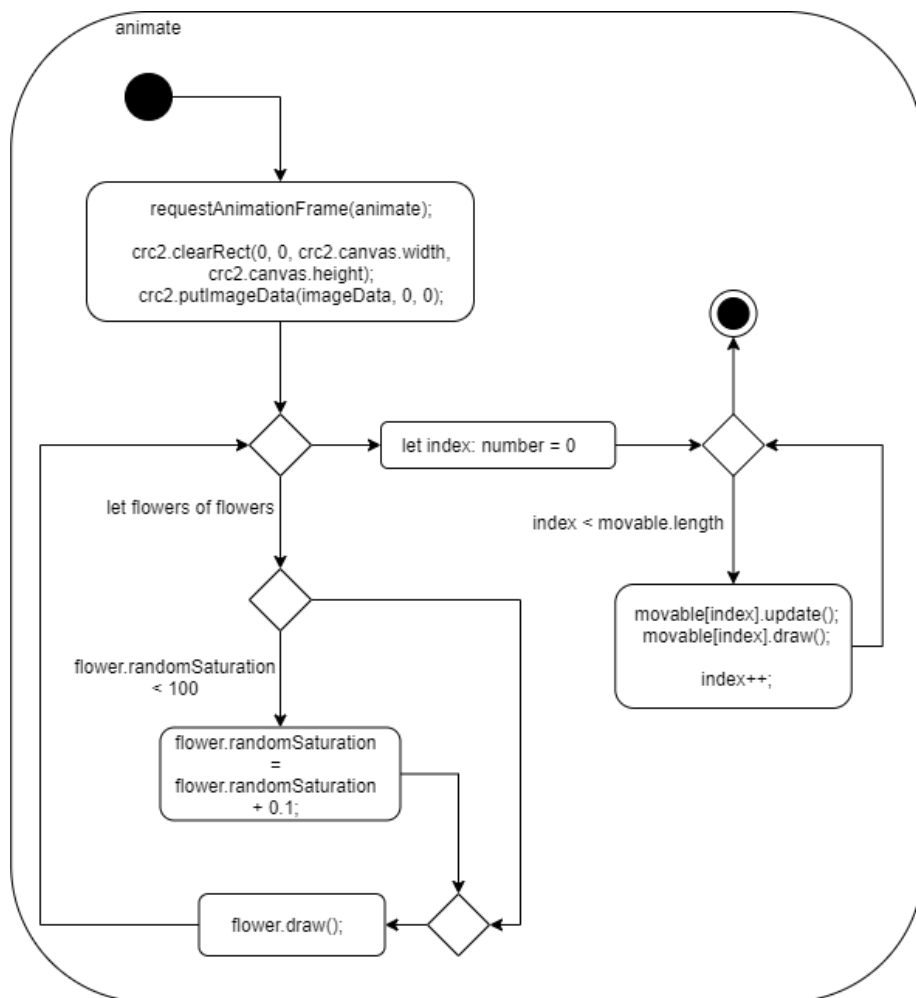 animate
requestAnimationFrame(animate);
crc2.clearRect(0, 0, crc2.canvas.width,
crc2.canvas.height);
crc2.putImageData(imageData, 0, 0);
let index: number = 0
let flowers of flowers
index < movable.length
movable[index].update();
movable[index].draw();
index++;
flower.randomSaturation
< 100
flower.randomSaturation
=
flower.randomSaturation
+ 0.1;
flower.draw();